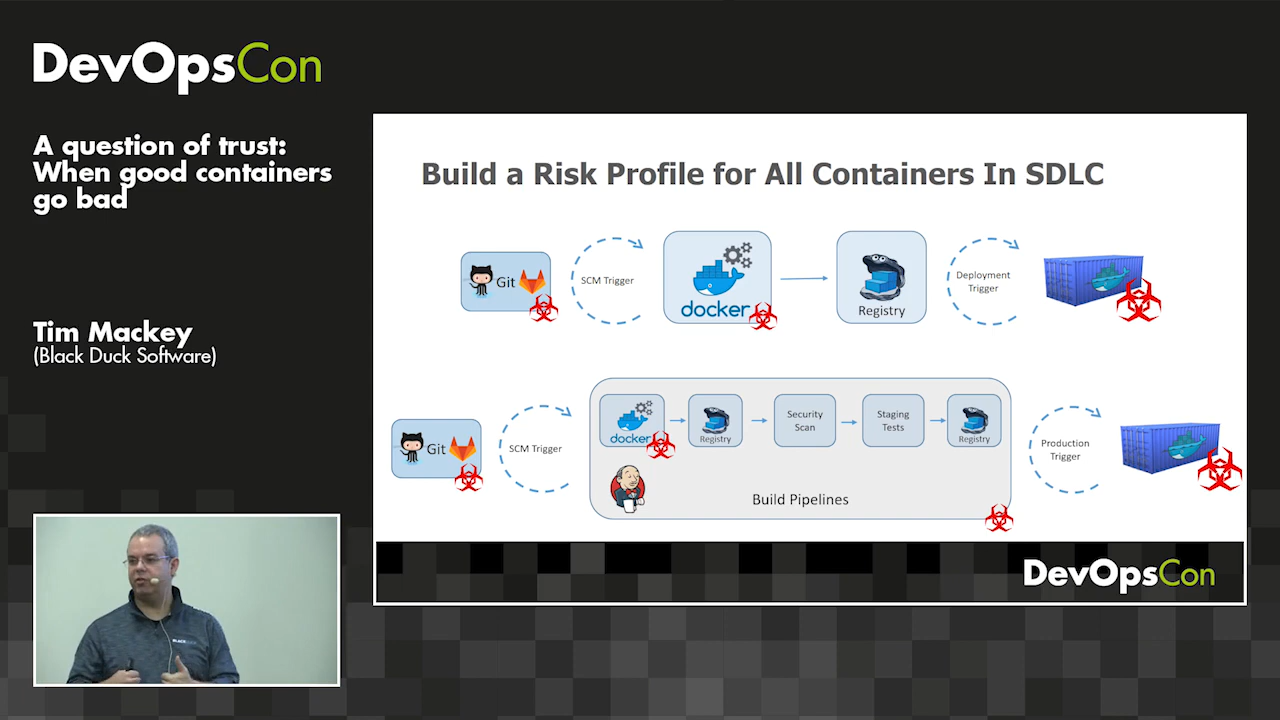 DevOpsCon
A question of trust:
When good containers
go bad
Tim Mackey
(Black Duck Software)
Build a Risk Profile for All Containers In SDLC
Git
SCM Trigger
docker
Registry
Deployment
Trigger
Git
SCM Trigger
docker
Registry
Security
Scan
Staging
Tests
Registry
Build Pipelines
Production
Trigger
DevOpsCon